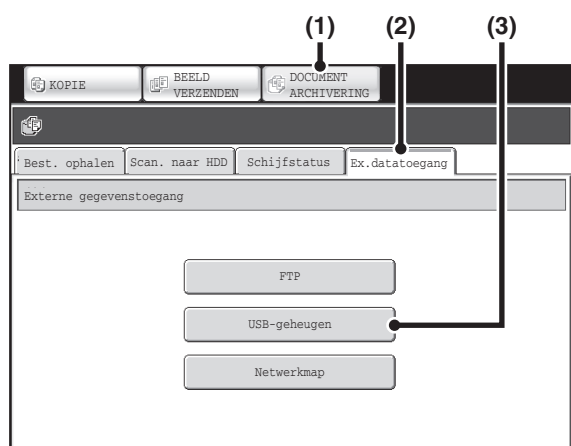 (1) (2) (3)
KOPIE
BEELD
VERZENDEN
DOCUMENT
ARCHIVERING
Best. ophalen Scan. naar HDD Schijfstatus Ex.datatoegang
Externe gegevenstoegang
FTP
USB-geheugen
Netwerkmap